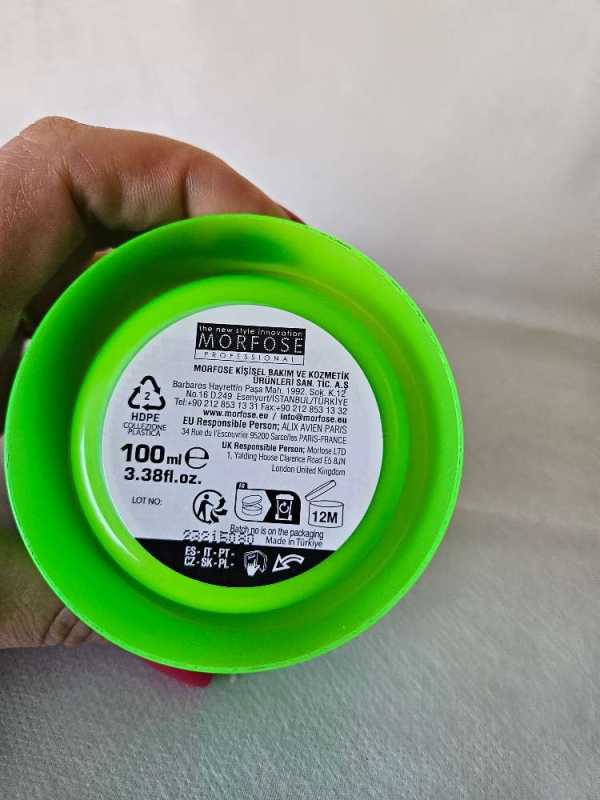 the new style innovation
MORFOSE
PROFESSIONAL
MORFOSE KİŞİSEL BAKIM VE KOZMETİK
ÜRÜNLERİ SAN. TİC. A.Ş
Barbaros Hayrettin Paşa Mah. 1992. Sok. K.12
No.16 D.249 Esenyurt/İSTANBUL/TÜRKİYE
Tel:+90 212 853 13 31 Fax:+90 212 853 13 32
www.morfose.eu / info@morfose.eu
EU Responsible Person; ALIX AVIEN PARIS
34 Rue du l'Escouvrier 95200 Sarcelles PARIS-FRANCE
UK Responsible Person; Morfose LTD
1, Yalding House Clarence Road E5 8JN
London United Kingdom
2
HDPE
COLLEZIONE
PLASTICA
100 ml e
3.38fl.oz.
LOT NO:
FR
12M
Batch no is on the packaging
Made in Türkiye
ES - IT - PT -
CZ - SK - PL -